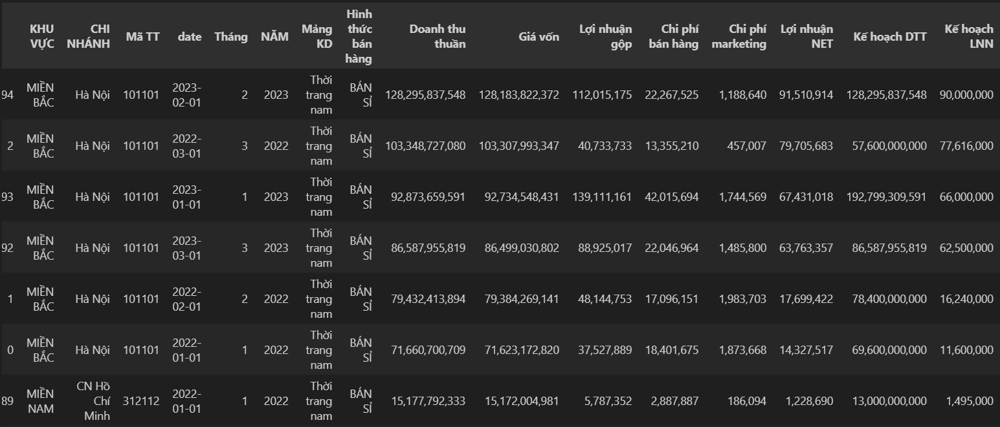 KHU VỰC CHI NHÁNH Mã TT date Tháng NĂM Mảng KD Hình thức bán hàng Doanh thu thuần Giá vốn Lợi nhuận gộp Chi phí bán hàng Chi phí marketing Lợi nhuận NET Kế hoạch DTT Kế hoạch LNN
94 MIỀN BẮC Hà Nội 101101 2023-02-01 2 2023 Thời trang nam BÁN SỈ 128,295,837,548 128,183,822,372 112,015,175 22,267,525 1,188,640 91,510,914 128,295,837,548 90,000,000
2 MIỀN BẮC Hà Nội 101101 2022-03-01 3 2022 Thời trang nam BÁN SỈ 103,348,727,080 103,307,993,347 40,733,733 13,355,210 457,007 79,705,683 57,600,000,000 77,616,000
93 MIỀN BẮC Hà Nội 101101 2023-01-01 1 2023 Thời trang nam BÁN SỈ 92,873,659,591 92,734,548,431 139,111,161 42,015,694 1,744,569 67,431,018 192,799,309,591 66,000,000
92 MIỀN BẮC Hà Nội 101101 2023-03-01 3 2023 Thời trang nam BÁN SỈ 86,587,955,819 86,499,030,802 88,925,017 22,046,964 1,485,800 63,763,357 86,587,955,819 62,500,000
1 MIỀN BẮC Hà Nội 101101 2022-02-01 2 2022 Thời trang nam BÁN SỈ 79,432,413,894 79,384,269,141 48,144,753 17,096,151 1,983,703 17,699,422 78,400,000,000 16,240,000
0 MIỀN BẮC Hà Nội 101101 2022-01-01 1 2022 Thời trang nam BÁN SỈ 71,660,700,709 71,623,172,820 37,527,889 18,401,675 1,873,668 14,327,517 69,600,000,000 11,600,000
89 MIỀN NAM CN Hồ Chí Minh 312112 2022-01-01 1 2022 Thời trang nam BÁN SỈ 15,177,792,333 15,172,004,981 5,787,352 2,887,887 186,094 1,228,690 13,000,000,000 1,495,000